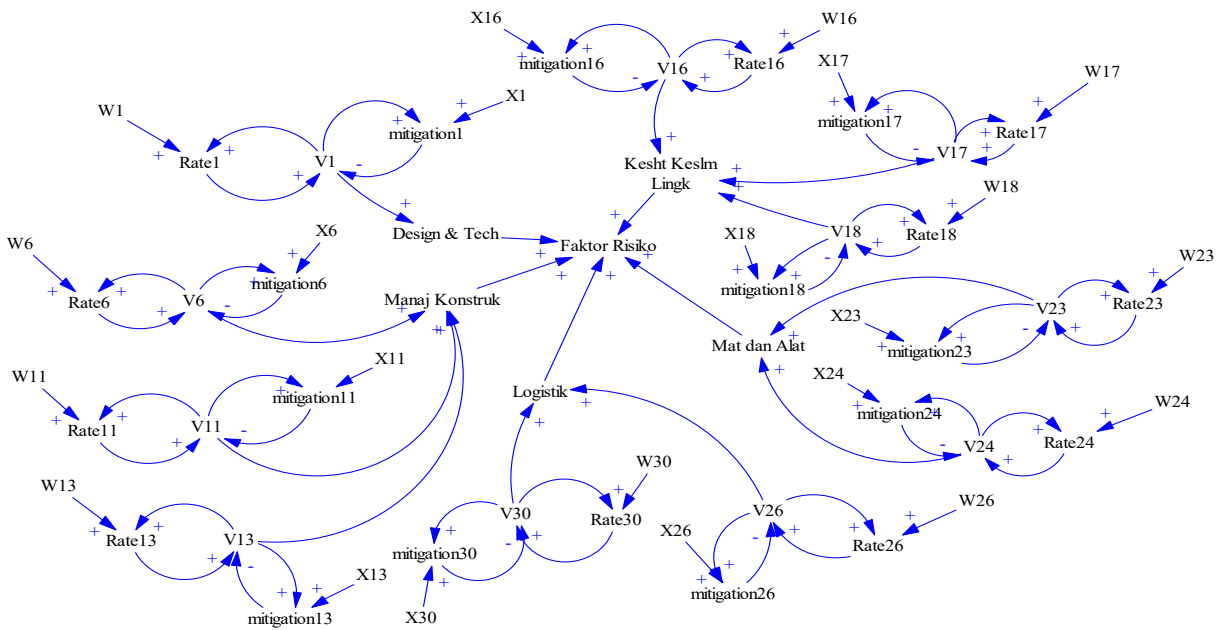 X16
W16
mitigation16
V16
Rate16
X17
W17
mitigation17
V17
Rate17
W1
X1
Rate1
V1
mitigation1
Kesht Keslm
Lingk
X18
W18
mitigation18
V18
Rate18
Design & Tech
Faktor Risiko
W6
X6
Rate6
V6
mitigation6
Manaj Konstruk
W23
X23
mitigation23
V23
Rate23
Mat dan Alat
W11
X11
Rate11
V11
mitigation11
Logistik
X24
W24
mitigation24
V24
Rate24
W13
X13
Rate13
V13
mitigation13
W30
V30
Rate30
mitigation30
X30
X26
W26
V26
Rate26
mitigation26